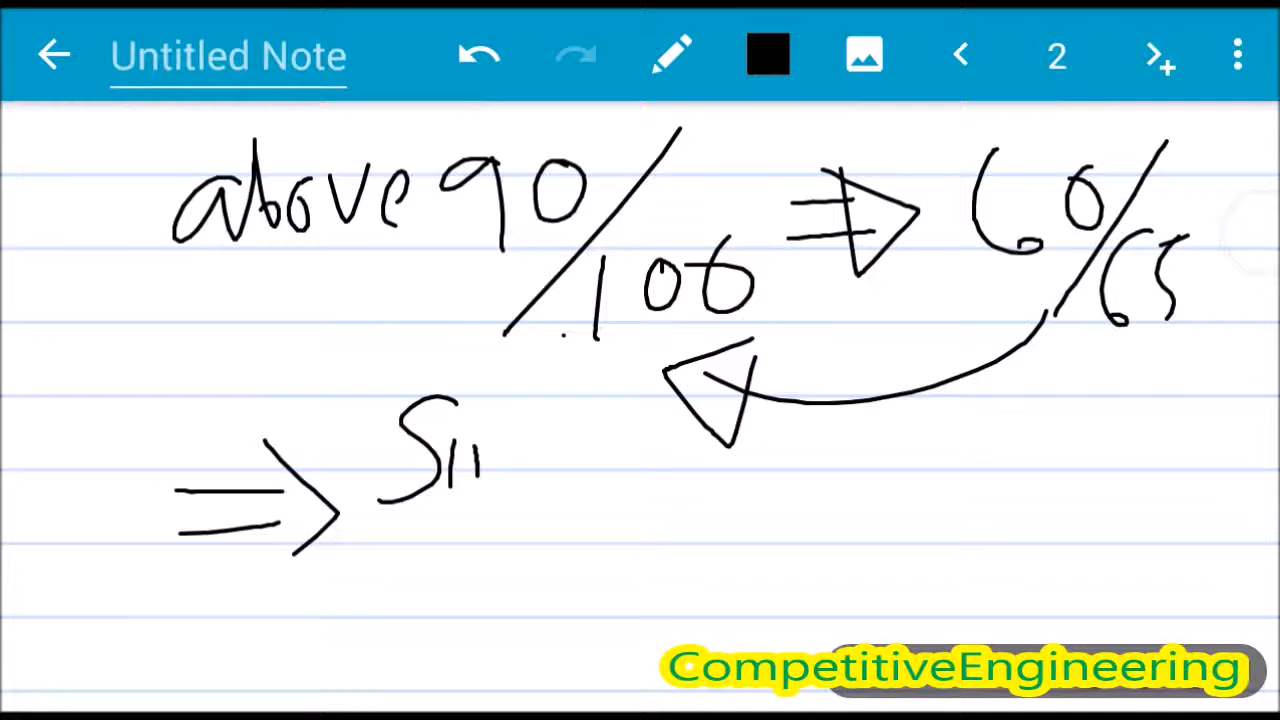 Untitled Note
2
above 90/100 ⇒ 60/65
⇒
CompetitiveEngineering